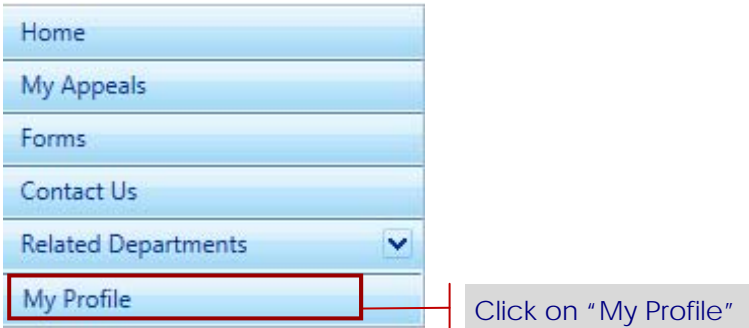 Home
My Appeals
Forms
Contact Us
Related Departments
My Profile
Click on “My Profile”